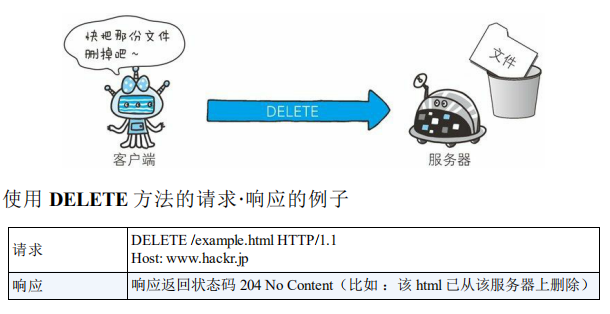 快把那份文件
删掉吧~
文件
DELETE
客户端
服务器
使用 DELETE 方法的请求·响应的例子
请求
DELETE /example.html HTTP/1.1
Host: www.hackr.jp
响应
响应返回状态码 204 No Content（比如 ：该 html 已从该服务器上删除）